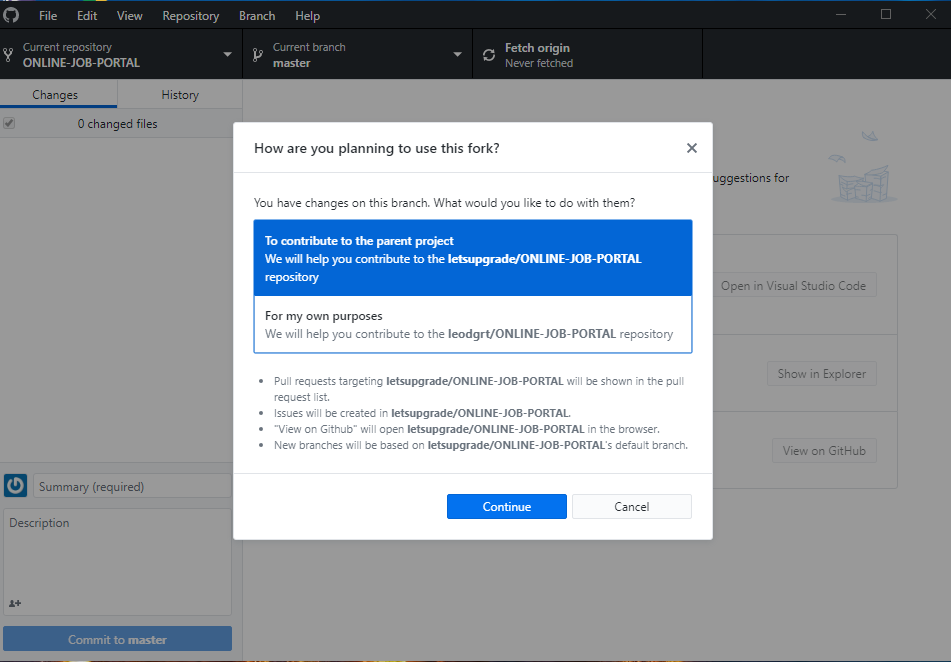 File Edit View Repository Branch Help
Current repository
ONLINE-JOB-PORTAL
Current branch
master
Fetch origin
Never fetched
Changes
History
0 changed files
uggestions for
Open in Visual Studio Code
Show in Explorer
View on GitHub
How are you planning to use this fork?
You have changes on this branch. What would you like to do with them?
To contribute to the parent project
We will help you contribute to the letsupgrade/ONLINE-JOB-PORTAL
repository
For my own purposes
We will help you contribute to the leodgrt/ONLINE-JOB-PORTAL repository
• Pull requests targeting letsupgrade/ONLINE-JOB-PORTAL will be shown in the pull
request list.
• Issues will be created in letsupgrade/ONLINE-JOB-PORTAL.
• "View on Github" will open letsupgrade/ONLINE-JOB-PORTAL in the browser.
• New branches will be based on letsupgrade/ONLINE-JOB-PORTAL's default branch.
Continue
Cancel
Summary (required)
Description
Commit to master